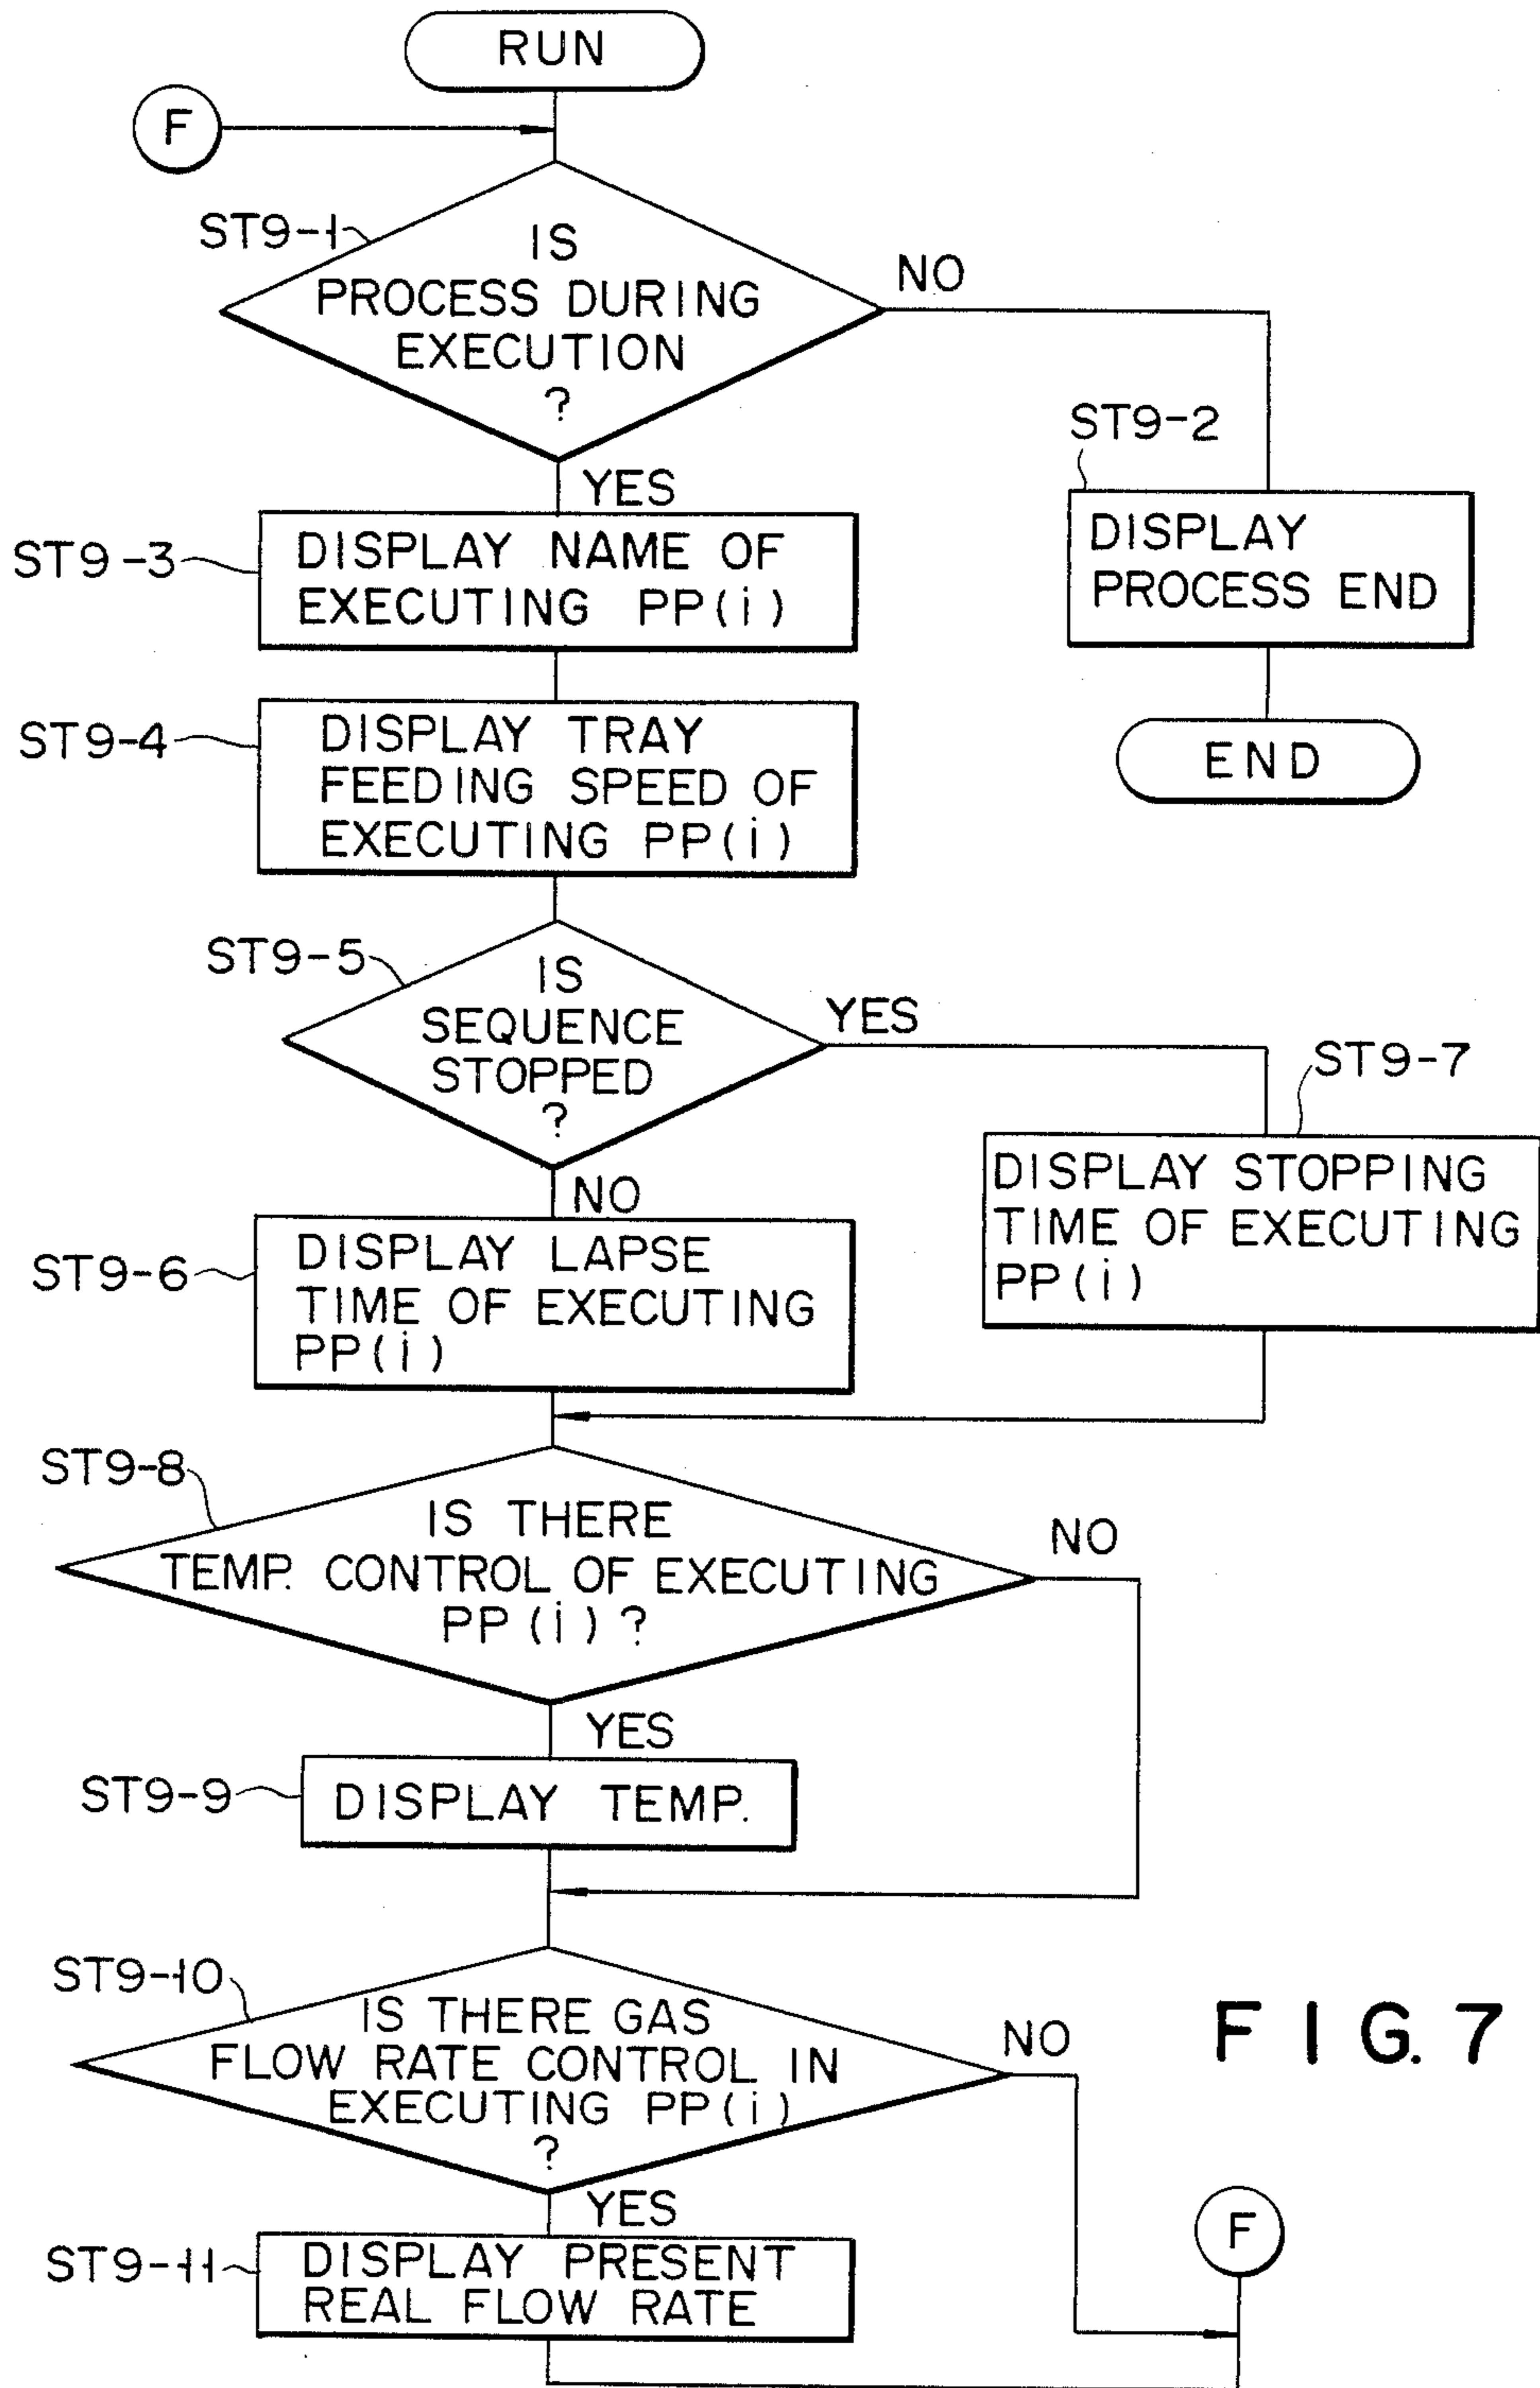 RUN
F
ST9-1
IS
PROCESS DURING
EXECUTION
?
NO
YES
ST9-2
DISPLAY
PROCESS END
END
ST9-3
DISPLAY NAME OF
EXECUTING PP(i)
ST9-4
DISPLAY TRAY
FEEDING SPEED OF
EXECUTING PP(i)
ST9-5
IS
SEQUENCE
STOPPED
?
YES
NO
ST9-7
DISPLAY STOPPING
TIME OF EXECUTING
PP(i)
ST9-6
DISPLAY LAPSE
TIME OF EXECUTING
PP(i)
ST9-8
IS THERE
TEMP. CONTROL OF EXECUTING
PP(i)?
NO
YES
ST9-9
DISPLAY TEMP.
ST9-10
IS THERE GAS
FLOW RATE CONTROL IN
EXECUTING PP(i)
?
NO
YES
ST9-11
DISPLAY PRESENT
REAL FLOW RATE
F
FIG. 7